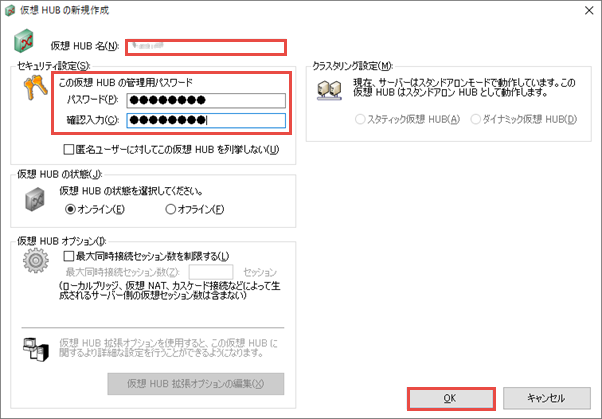 仮想 HUB の新規作成
仮想 HUB 名(N):
セキュリティ設定(S):
この仮想 HUB の管理用パスワード
パスワード(P): ●●●●●●●●
確認入力(C): ●●●●●●●●
匿名ユーザーに対してこの仮想 HUB を列挙しない(U)
仮想 HUB の状態(J):
仮想 HUB の状態を選択してください。
オンライン(E) オフライン(F)
仮想 HUB オプション(I):
最大同時接続セッション数を制限する(L)
最大同時接続セッション数(Z): セッション
(ローカルブリッジ、仮想 NAT、カスケード接続などによって生
成されるサーバー側の仮想セッション数は含まない)
仮想 HUB 拡張オプションを使用すると、この仮想 HUB に
関するより詳細な設定を行うことができるようになります。
仮想 HUB 拡張オプションの編集(X)
クラスタリング設定(M):
現在、サーバーはスタンドアロンモードで動作しています。この
仮想 HUB はスタンドアロン HUB として動作します。
スタティック仮想 HUB(A) ダイナミック仮想 HUB(D)
OK キャンセル